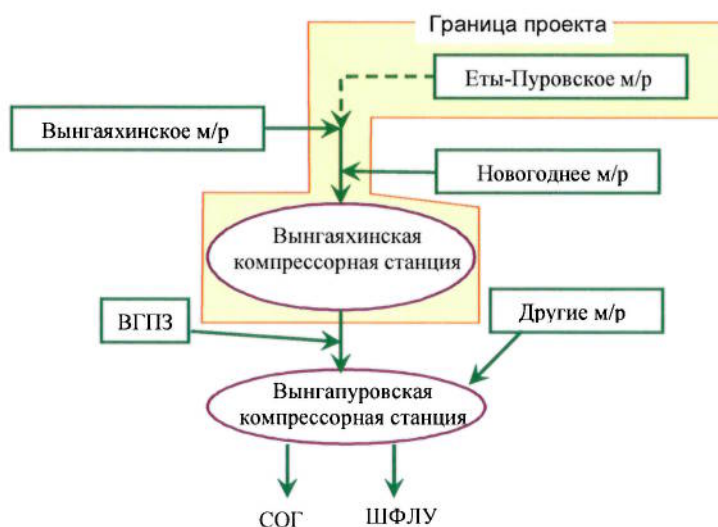 Граница проекта
Еты-Пуровское м/р
Вынгаяхинское м/р
Новогоднее м/р
Вынгаяхинская
компрессорная станция
ВГПЗ
Другие м/р
Вынгапуровская
компрессорная станция
СОГ
ШФЛУ